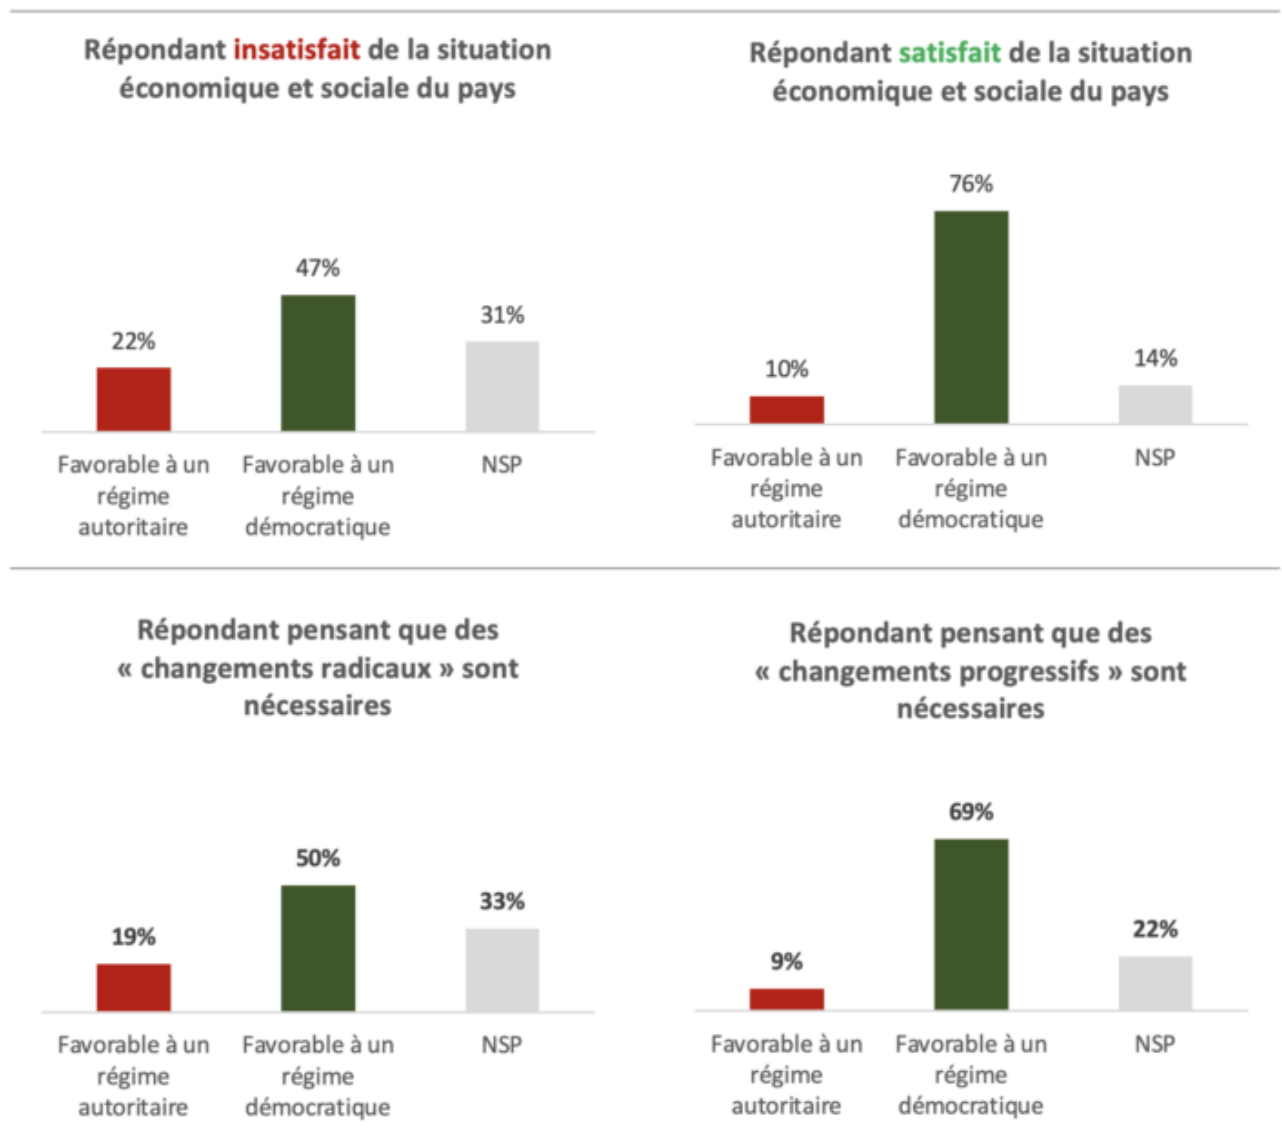 Répondant insatisfait de la situation
économique et sociale du pays
22%
47%
31%
Favorable à un
régime
autoritaire
Favorable à un
régime
démocratique
NSP
Répondant satisfait de la situation
économique et sociale du pays
10%
76%
14%
Favorable à un
régime
autoritaire
Favorable à un
régime
démocratique
NSP
Répondant pensant que des
« changements radicaux » sont
nécessaires
19%
50%
33%
Favorable à un
régime
autoritaire
Favorable à un
régime
démocratique
NSP
Répondant pensant que des
« changements progressifs » sont
nécessaires
9%
69%
22%
Favorable à un
régime
autoritaire
Favorable à un
régime
démocratique
NSP